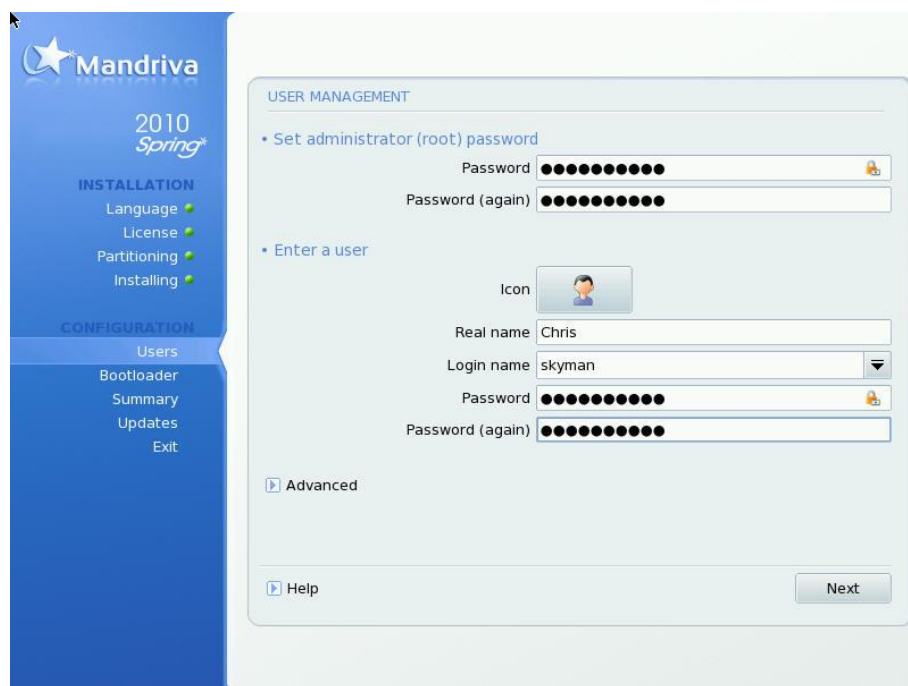 Mandriva
2010
Spring*
INSTALLATION
Language
License
Partitioning
Installing
CONFIGURATION
Users
Bootloader
Summary
Updates
Exit
USER MANAGEMENT
• Set administrator (root) password
Password ●●●●●●●●●●
Password (again) ●●●●●●●●●●
• Enter a user
Icon
Real name Chris
Login name skyman
Password ●●●●●●●●●●
Password (again) ●●●●●●●●●●
Advanced
Help
Next